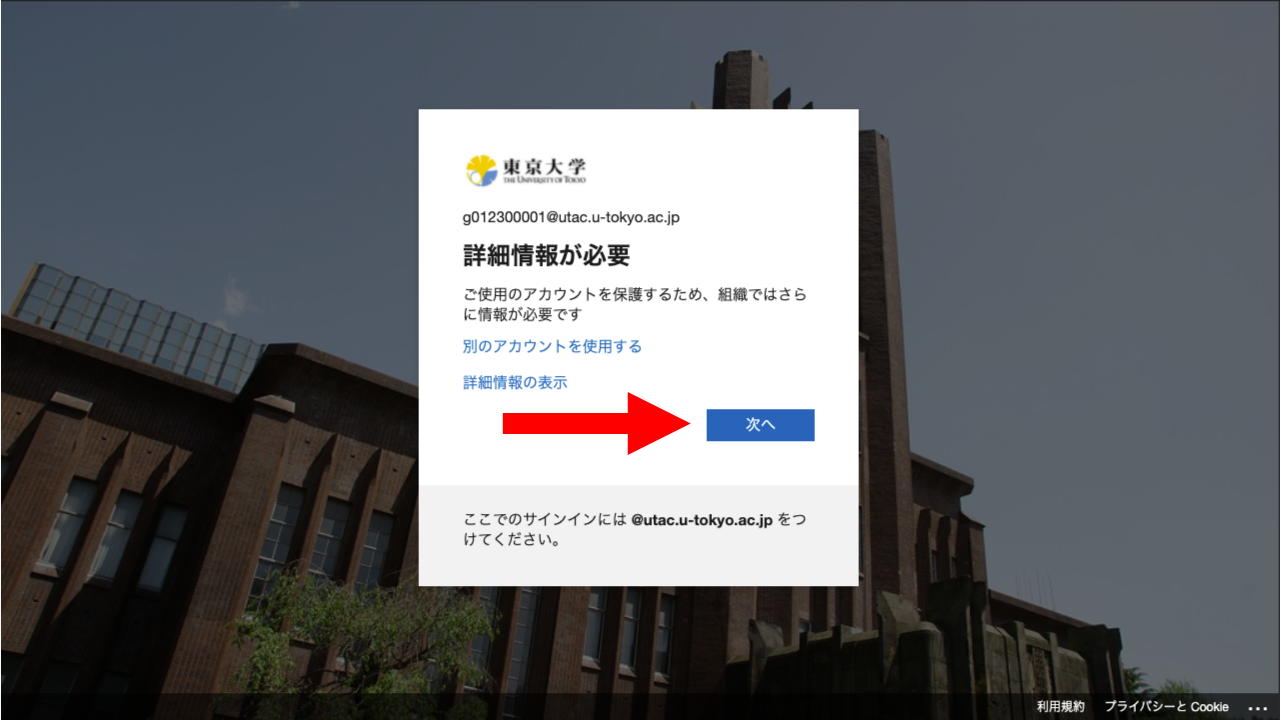 東京大学
THE UNIVERSITY OF TOKYO
g012300001@utac.u-tokyo.ac.jp
詳細情報が必要
ご使用のアカウントを保護するため、組織ではさら
に情報が必要です
別のアカウントを使用する
詳細情報の表示
次へ
ここでのサインインには @utac.u-tokyo.ac.jp をつ
けてください。
利用規約 プライバシーと Cookie ...